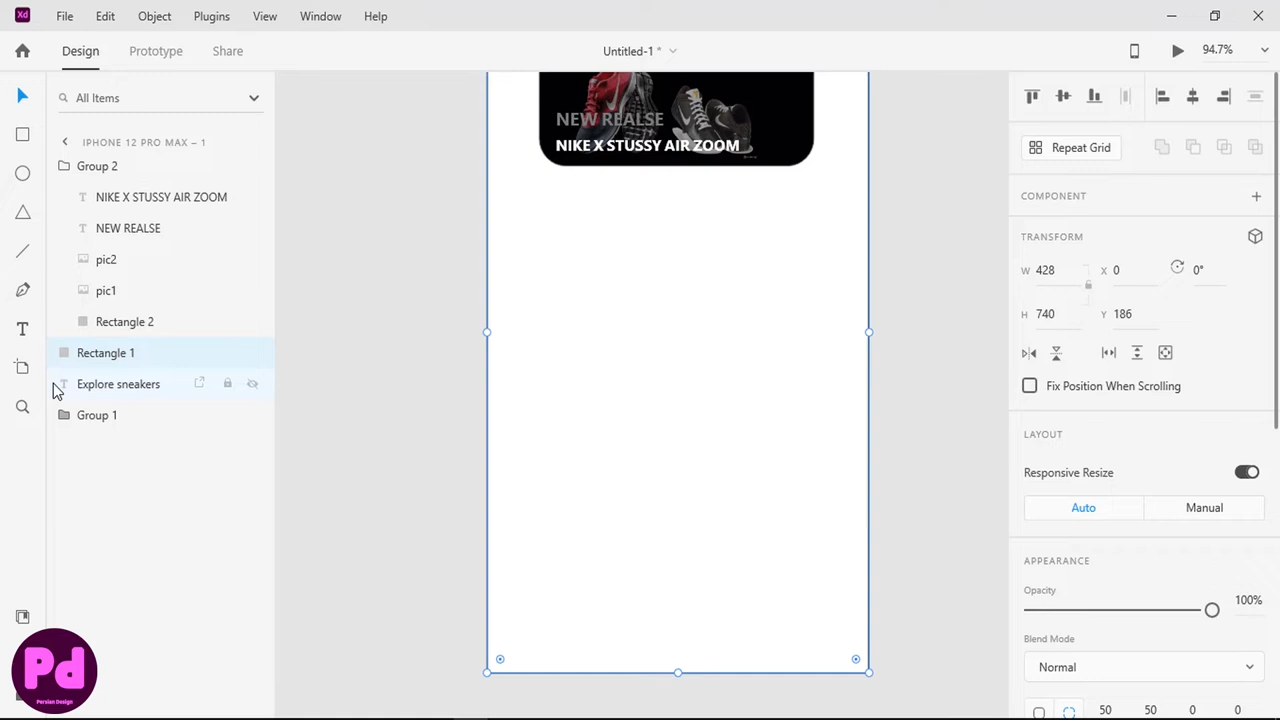 Xd File Edit Object Plugins View Window Help
Design Prototype Share Untitled-1 * 94.7%
All Items
IPHONE 12 PRO MAX – 1
Group 2
NIKE X STUSSY AIR ZOOM
NEW REALSE
pic2
pic1
Rectangle 2
Rectangle 1
Explore sneakers
Group 1
NEW REALSE
NIKE X STUSSY AIR ZOOM
Repeat Grid
COMPONENT
TRANSFORM
W 428 X 0 0°
H 740 Y 186
Fix Position When Scrolling
LAYOUT
Responsive Resize
Auto Manual
APPEARANCE
Opacity
100%
Blend Mode
Normal
50 50 0 0
Pd
Persian Design